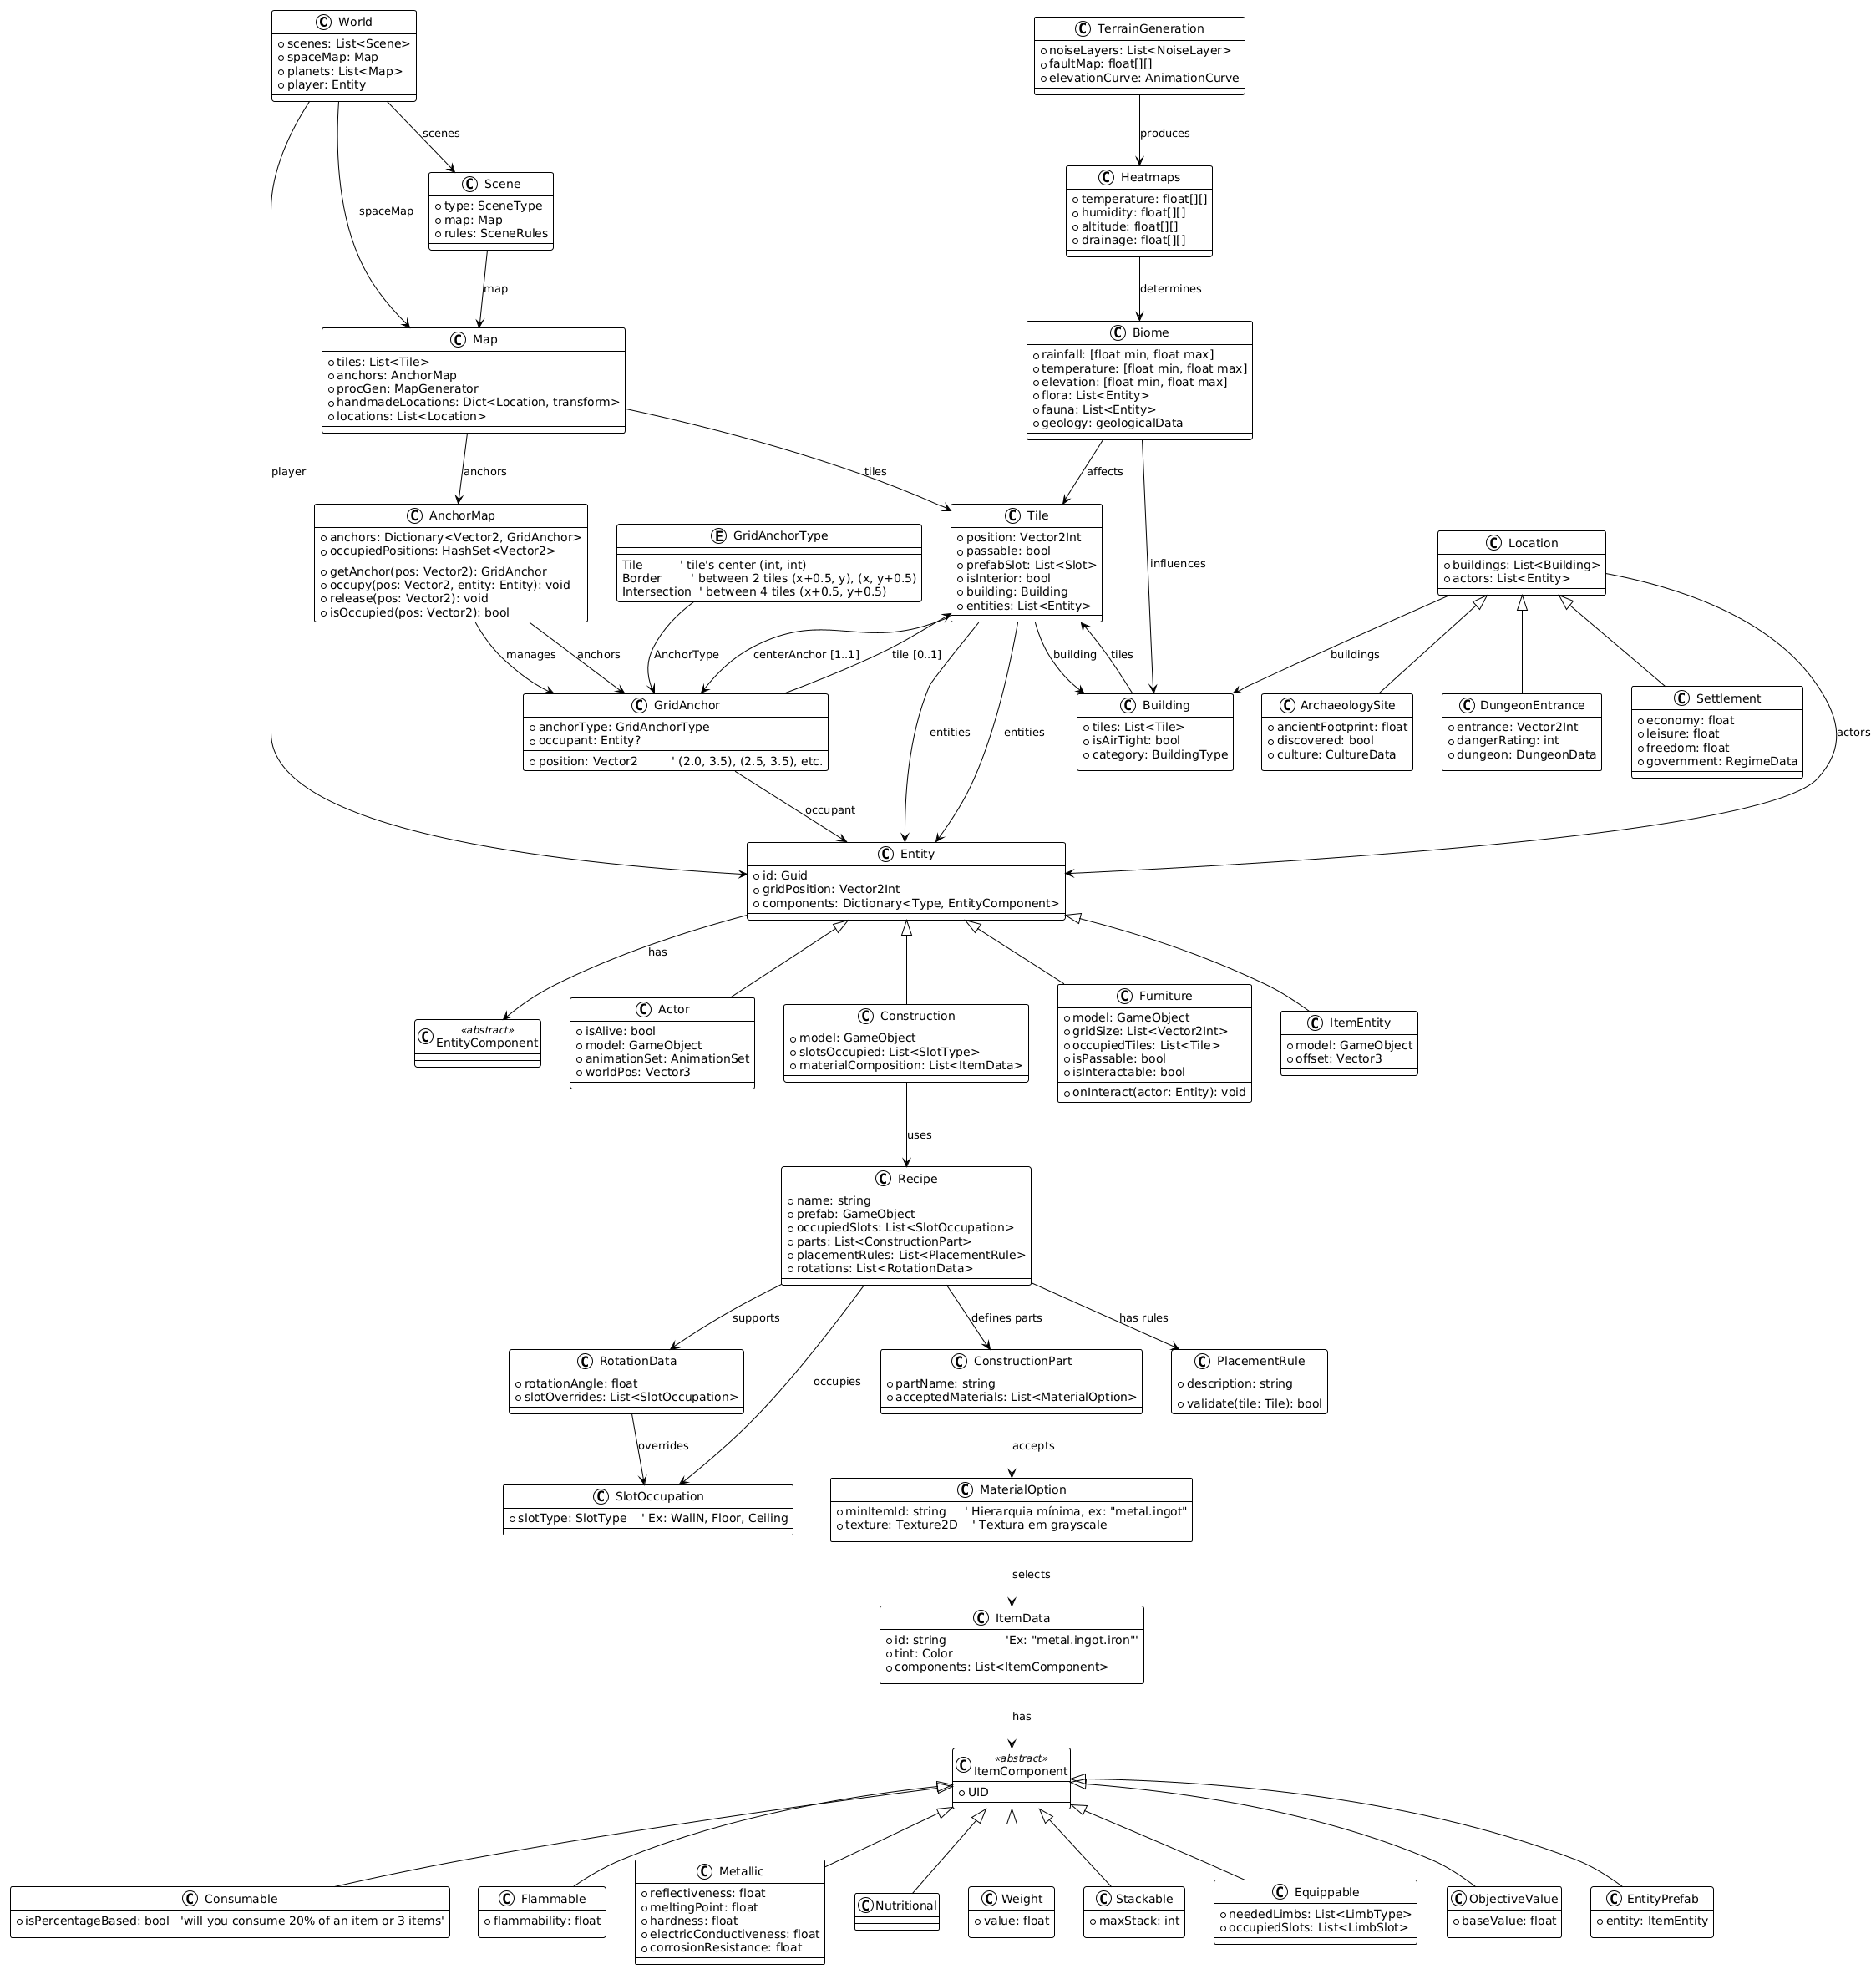 C World
scenes: List<Scene>
spaceMap: Map
planets: List<Map>
player: Entity
C TerrainGeneration
noiseLayers: List<NoiseLayer>
faultMap: float[][]
elevationCurve: AnimationCurve
scenes
produces
C Scene
type: SceneType
map: Map
rules: SceneRules
spaceMap
C Heatmaps
temperature: float[][]
humidity: float[][]
altitude: float[][]
drainage: float[][]
map
determines
C Map
tiles: List<Tile>
anchors: AnchorMap
procGen: MapGenerator
handmadeLocations: Dict<Location, transform>
locations: List<Location>
C Biome
rainfall: [float min, float max]
temperature: [float min, float max]
elevation: [float min, float max]
flora: List<Entity>
fauna: List<Entity>
geology: geologicalData
player
anchors
tiles
affects
C AnchorMap
anchors: Dictionary<Vector2, GridAnchor>
occupiedPositions: HashSet<Vector2>
getAnchor(pos: Vector2): GridAnchor
occupy(pos: Vector2, entity: Entity): void
release(pos: Vector2): void
isOccupied(pos: Vector2): bool
E GridAnchorType
Tile ' tile's center (int, int)
Border ' between 2 tiles (x+0.5, y), (x, y+0.5)
Intersection ' between 4 tiles (x+0.5, y+0.5)
C Tile
position: Vector2Int
passable: bool
prefabSlot: List<Slot>
isInterior: bool
building: Building
entities: List<Entity>
influences
C Location
buildings: List<Building>
actors: List<Entity>
manages
anchors
AnchorType
centerAnchor [1..1]
tile [0..1]
building
tiles
buildings
C GridAnchor
anchorType: GridAnchorType
occupant: Entity?
position: Vector2 ' (2.0, 3.5), (2.5, 3.5), etc.
entities
entities
C Building
tiles: List<Tile>
isAirTight: bool
category: BuildingType
C ArchaeologySite
ancientFootprint: float
discovered: bool
culture: CultureData
C DungeonEntrance
entrance: Vector2Int
dangerRating: int
dungeon: DungeonData
C Settlement
economy: float
leisure: float
freedom: float
government: RegimeData
actors
occupant
C Entity
id: Guid
gridPosition: Vector2Int
components: Dictionary<Type, EntityComponent>
has
C «abstract»
EntityComponent
C Actor
isAlive: bool
model: GameObject
animationSet: AnimationSet
worldPos: Vector3
C Construction
model: GameObject
slotsOccupied: List<SlotType>
materialComposition: List<ItemData>
C Furniture
model: GameObject
gridSize: List<Vector2Int>
occupiedTiles: List<Tile>
isPassable: bool
isInteractable: bool
onInteract(actor: Entity): void
C ItemEntity
model: GameObject
offset: Vector3
uses
C Recipe
name: string
prefab: GameObject
occupiedSlots: List<SlotOccupation>
parts: List<ConstructionPart>
placementRules: List<PlacementRule>
rotations: List<RotationData>
supports
defines parts
has rules
C RotationData
rotationAngle: float
slotOverrides: List<SlotOccupation>
occupies
C ConstructionPart
partName: string
acceptedMaterials: List<MaterialOption>
C PlacementRule
description: string
validate(tile: Tile): bool
overrides
accepts
C SlotOccupation
slotType: SlotType ' Ex: WallN, Floor, Ceiling
C MaterialOption
minItemId: string ' Hierarquia mínima, ex: "metal.ingot"
texture: Texture2D ' Textura em grayscale
selects
C ItemData
id: string 'Ex: "metal.ingot.iron"'
tint: Color
components: List<ItemComponent>
has
C «abstract»
ItemComponent
UID
C Consumable
isPercentageBased: bool 'will you consume 20% of an item or 3 items'
C Flammable
flammability: float
C Metallic
reflectiveness: float
meltingPoint: float
hardness: float
electricConductiveness: float
corrosionResistance: float
C Nutritional
C Weight
value: float
C Stackable
maxStack: int
C Equippable
neededLimbs: List<LimbType>
occupiedSlots: List<LimbSlot>
C ObjectiveValue
baseValue: float
C EntityPrefab
entity: ItemEntity